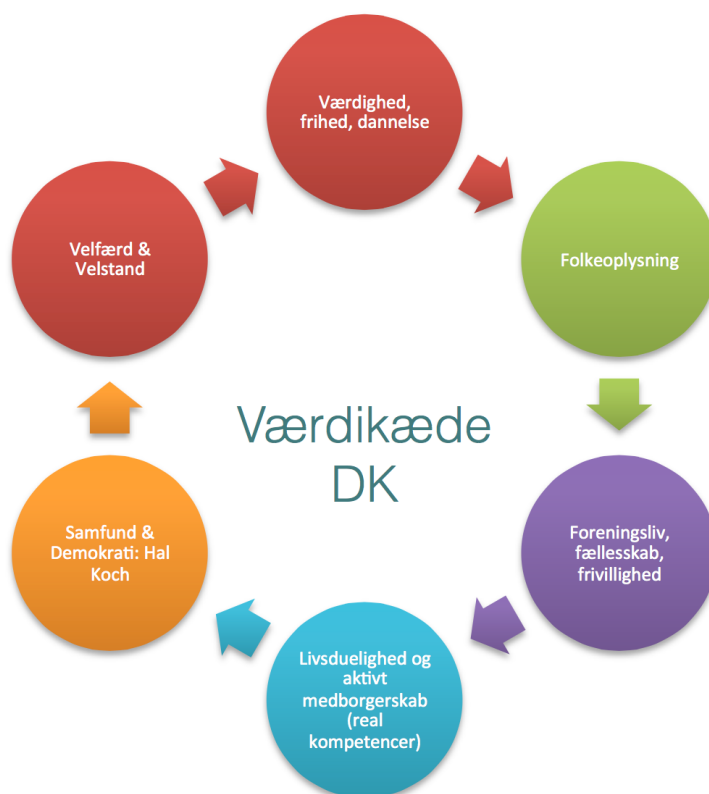 Værdighed,
frihed, dannelse
Folkeoplysning
Foreningsliv,
fællesskab,
frivillighed
Livsduelighed og
aktivt
medborgerskab
(real
kompetencer)
Samfund &
Demokrati: Hal
Koch
Velfærd &
Velstand
Værdikæde
DK